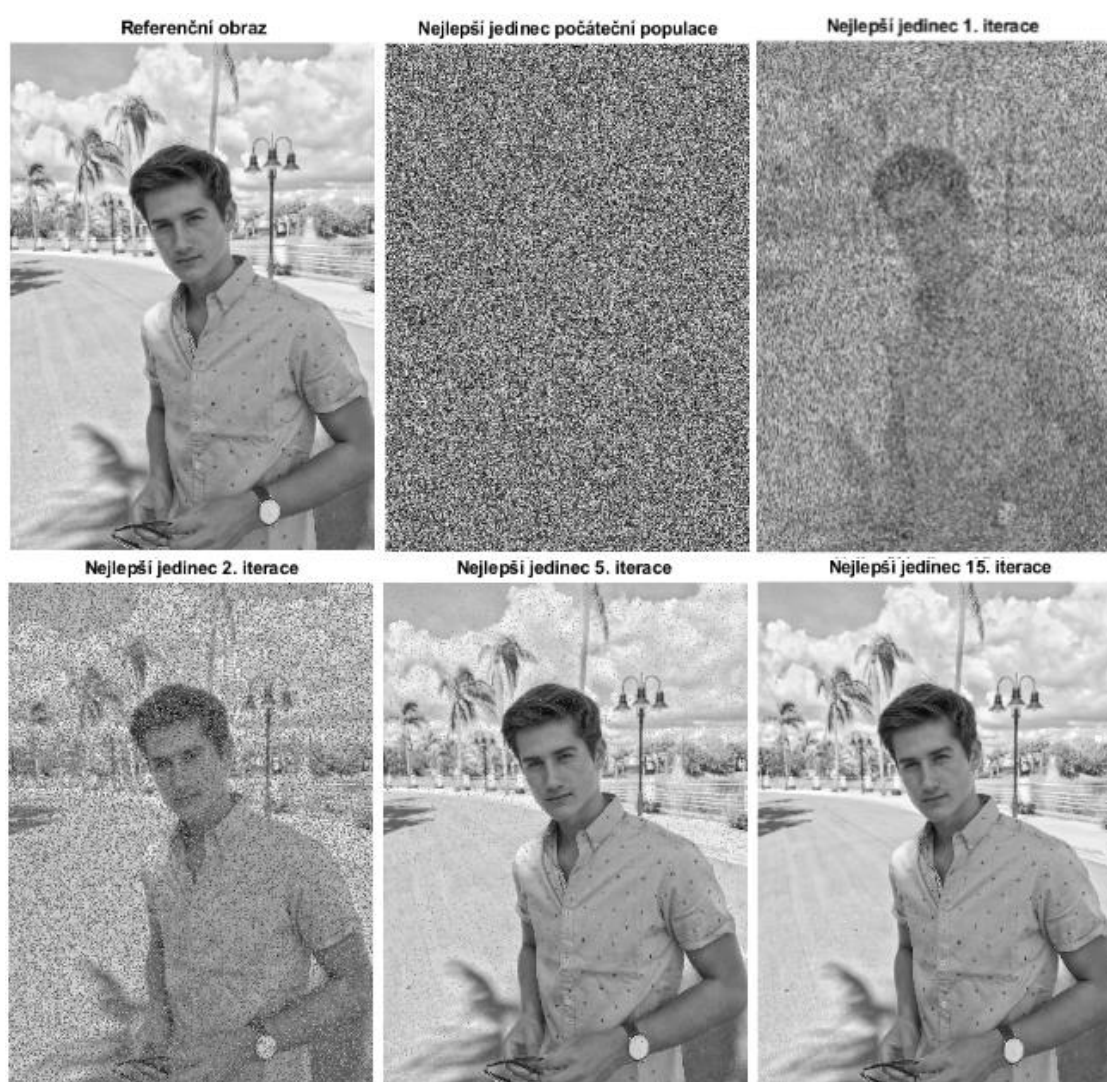 Referenční obraz
Nejlepší jedinec počáteční populace
Nejlepší jedinec 1. iterace
Nejlepší jedinec 2. iterace
Nejlepší jedinec 5. iterace
Nejlepší jedinec 15. iterace